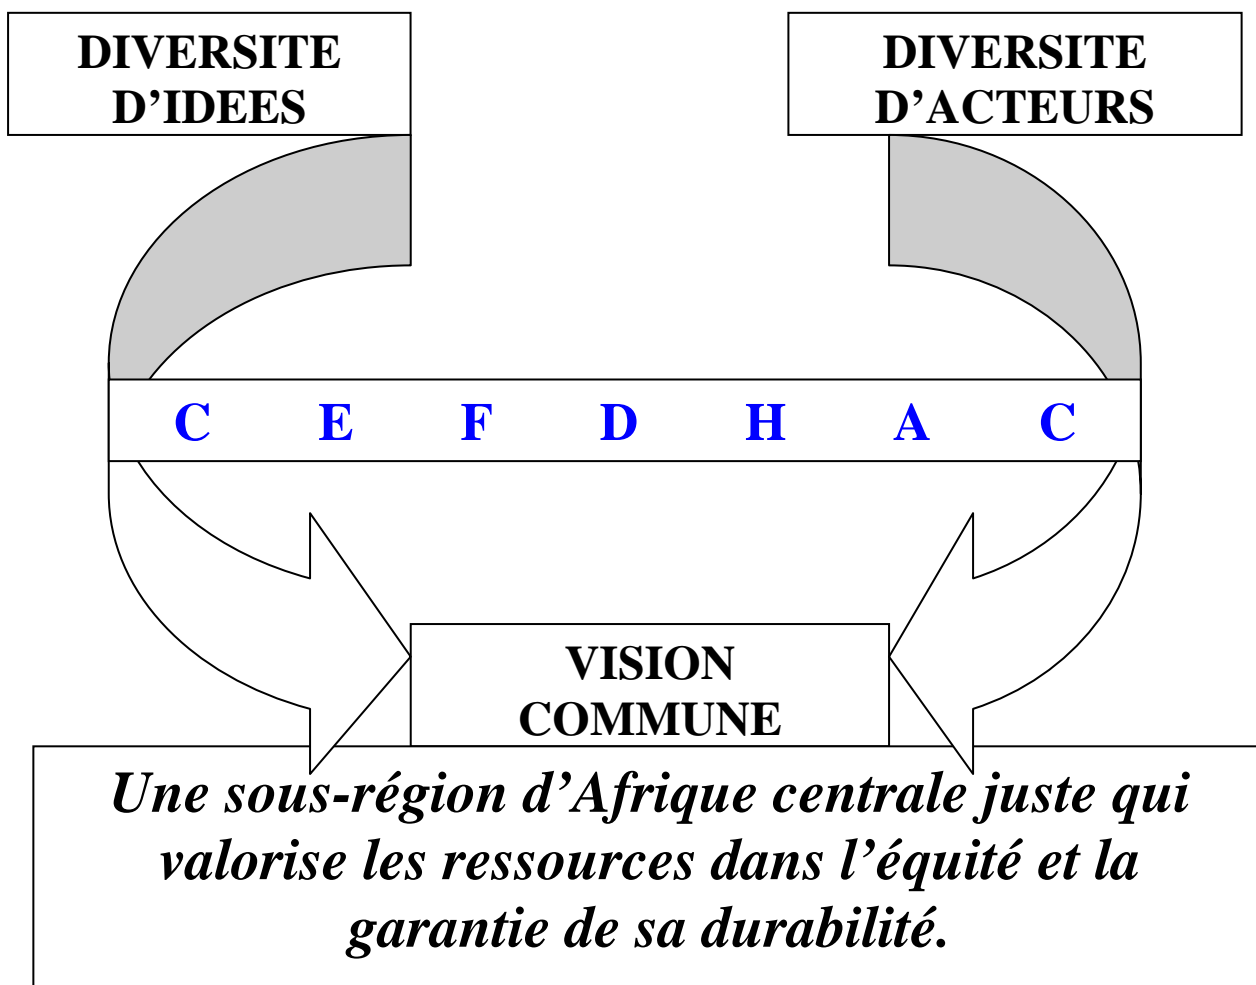 DIVERSITE
D’IDEES
DIVERSITE
D’ACTEURS
C E F D H A C
VISION
COMMUNE
Une sous-région d’Afrique centrale juste qui
valorise les ressources dans l’équité et la
garantie de sa durabilité.